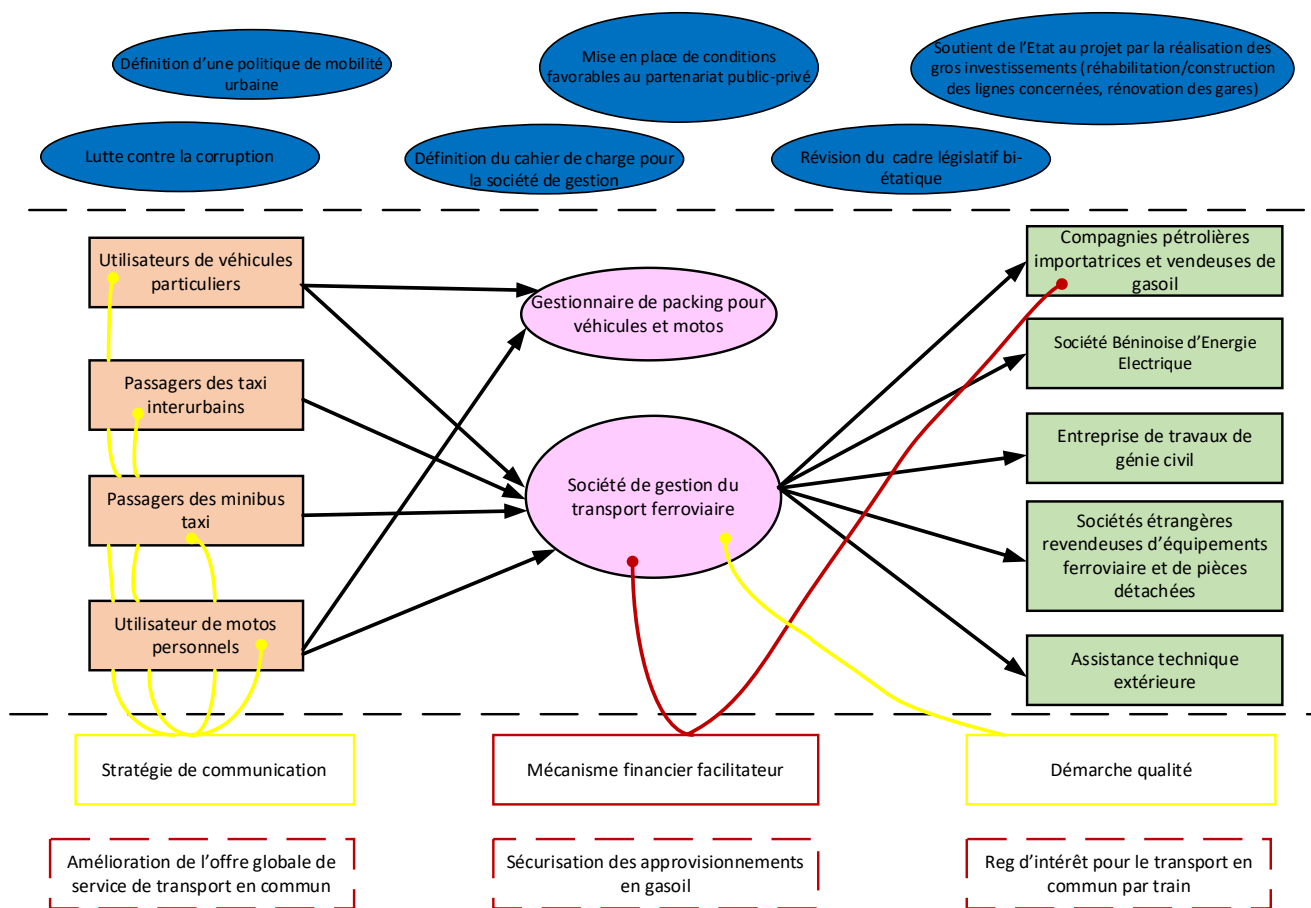 Définition d’une politique de mobilité
urbaine
Mise en place de conditions
favorables au partenariat public-privé
Soutient de l’Etat au projet par la réalisation des
gros investissements (réhabilitation/construction
des lignes concernées, rénovation des gares)
Lutte contre la corruption
Définition du cahier de charge pour
la société de gestion
Révision du cadre législatif bi-
étatique
Utilisateurs de véhicules
particuliers
Gestionnaire de packing pour
véhicules et motos
Compagnies pétrolières
importatrices et vendeuses de
gasoil
Passagers des taxi
interurbains
Société Béninoise d’Energie
Electrique
Passagers des minibus
taxi
Société de gestion du
transport ferroviaire
Entreprise de travaux de
génie civil
Sociétés étrangères
revendeuses d’équipements
ferroviaire et de pièces
détachées
Utilisateur de motos
personnels
Assistance technique
extérieure
Stratégie de communication
Mécanisme financier facilitateur
Démarche qualité
Amélioration de l’offre globale de
service de transport en commun
Sécurisation des approvisionnements
en gasoil
Reg d’intérêt pour le transport en
commun par train